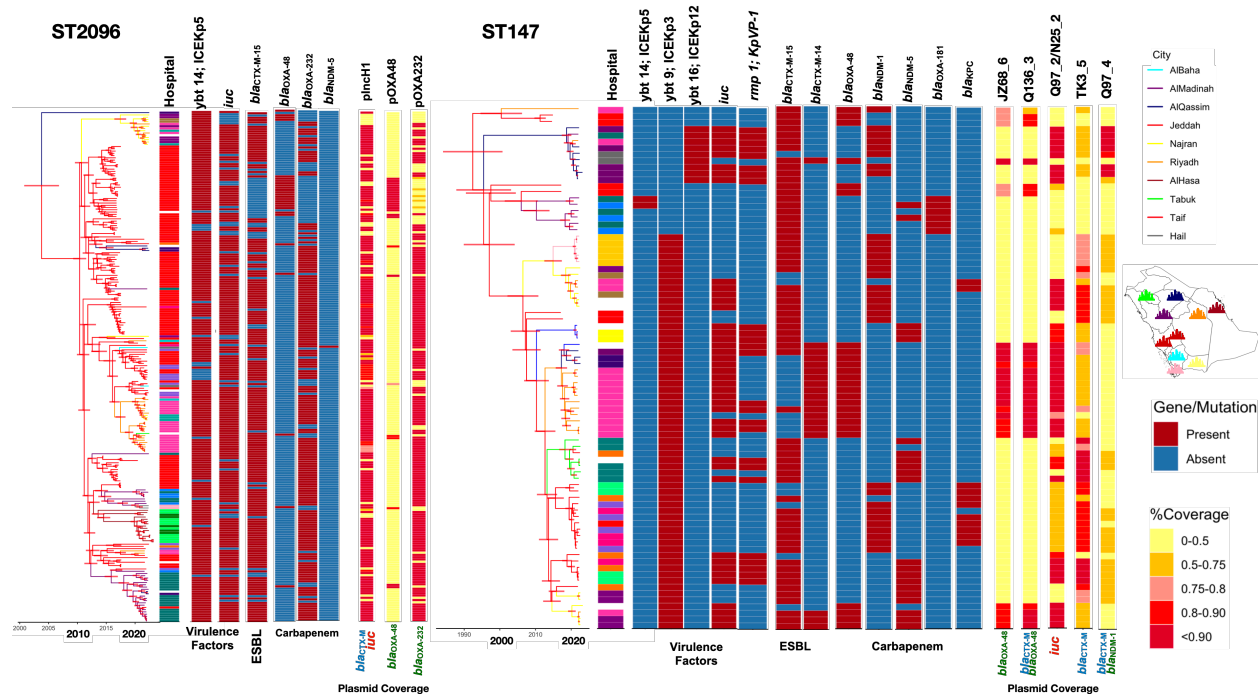 ST2096
Hospital
ybt 14; ICEKp5
iuc
blaCTX-M-15
blaOXA-48
blaOXA-232
blaNDM-5
pIncH1
pOXA48
pOXA232
2000
2005
2010
2015
2020
Virulence
Factors
ESBL
Carbapenem
blaCTX-M
iuc
blaOXA-48
blaOXA-232
Plasmid Coverage
ST147
Hospital
ybt 14; ICEKp5
ybt 9; ICEKp3
ybt 16; ICEKp12
iuc
rmp 1; KpVP-1
blaCTX-M-15
blaCTX-M-14
blaOXA-48
blaNDM-1
blaNDM-5
blaOXA-181
blaKPC
JZ68_6
Q136_3
Q97_2/N25_2
TK3_5
Q97_4
1990
2000
2010
2020
Virulence
Factors
ESBL
Carbapenem
blaOXA-48
blaCTX-M
blaOXA-48
iuc
blaCTX-M
blaCTX-M
blaNDM-1
Plasmid Coverage
City
AlBaha
AlMadinah
AlQassim
Jeddah
Najran
Riyadh
AlHasa
Tabuk
Taif
Hail
Gene/Mutation
Present
Absent
%Coverage
0-0.5
0.5-0.75
0.75-0.8
0.8-0.90
<0.90